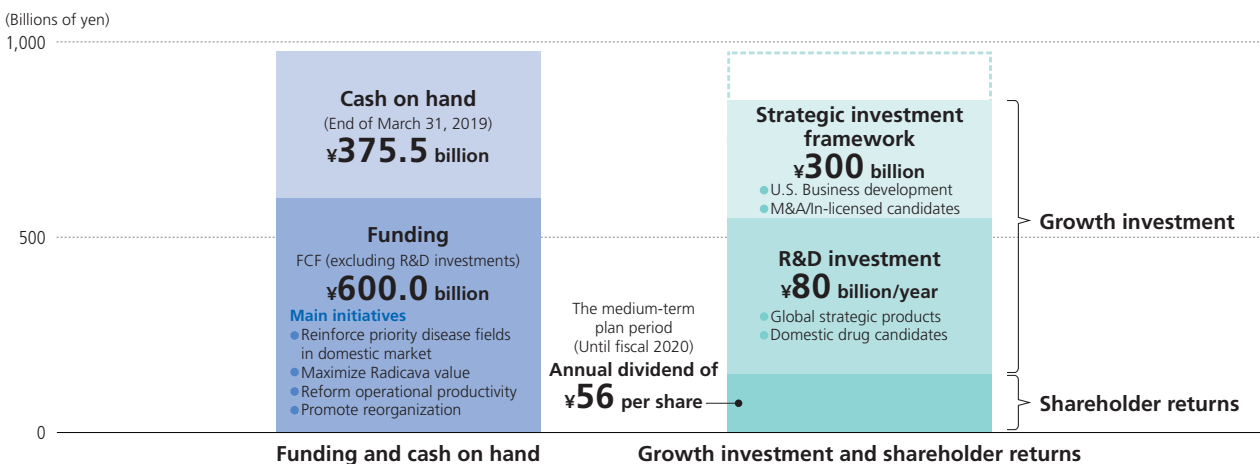 (Billions of yen)
1,000
500
0
Cash on hand
(End of March 31, 2019)
¥375.5 billion
Funding
FCF (excluding R&D investments)
¥600.0 billion
Main initiatives
●Reinforce priority disease fields
in domestic market
●Maximize Radicava value
●Reform operational productivity
●Promote reorganization
Funding and cash on hand
The medium-term
plan period
(Until fiscal 2020)
Annual dividend of
¥56 per share
Strategic investment
framework
¥300 billion
●U.S. Business development
●M&A/In-licensed candidates
R&D investment
¥80 billion/year
●Global strategic products
●Domestic drug candidates
Growth investment and shareholder returns
Growth investment
Shareholder returns